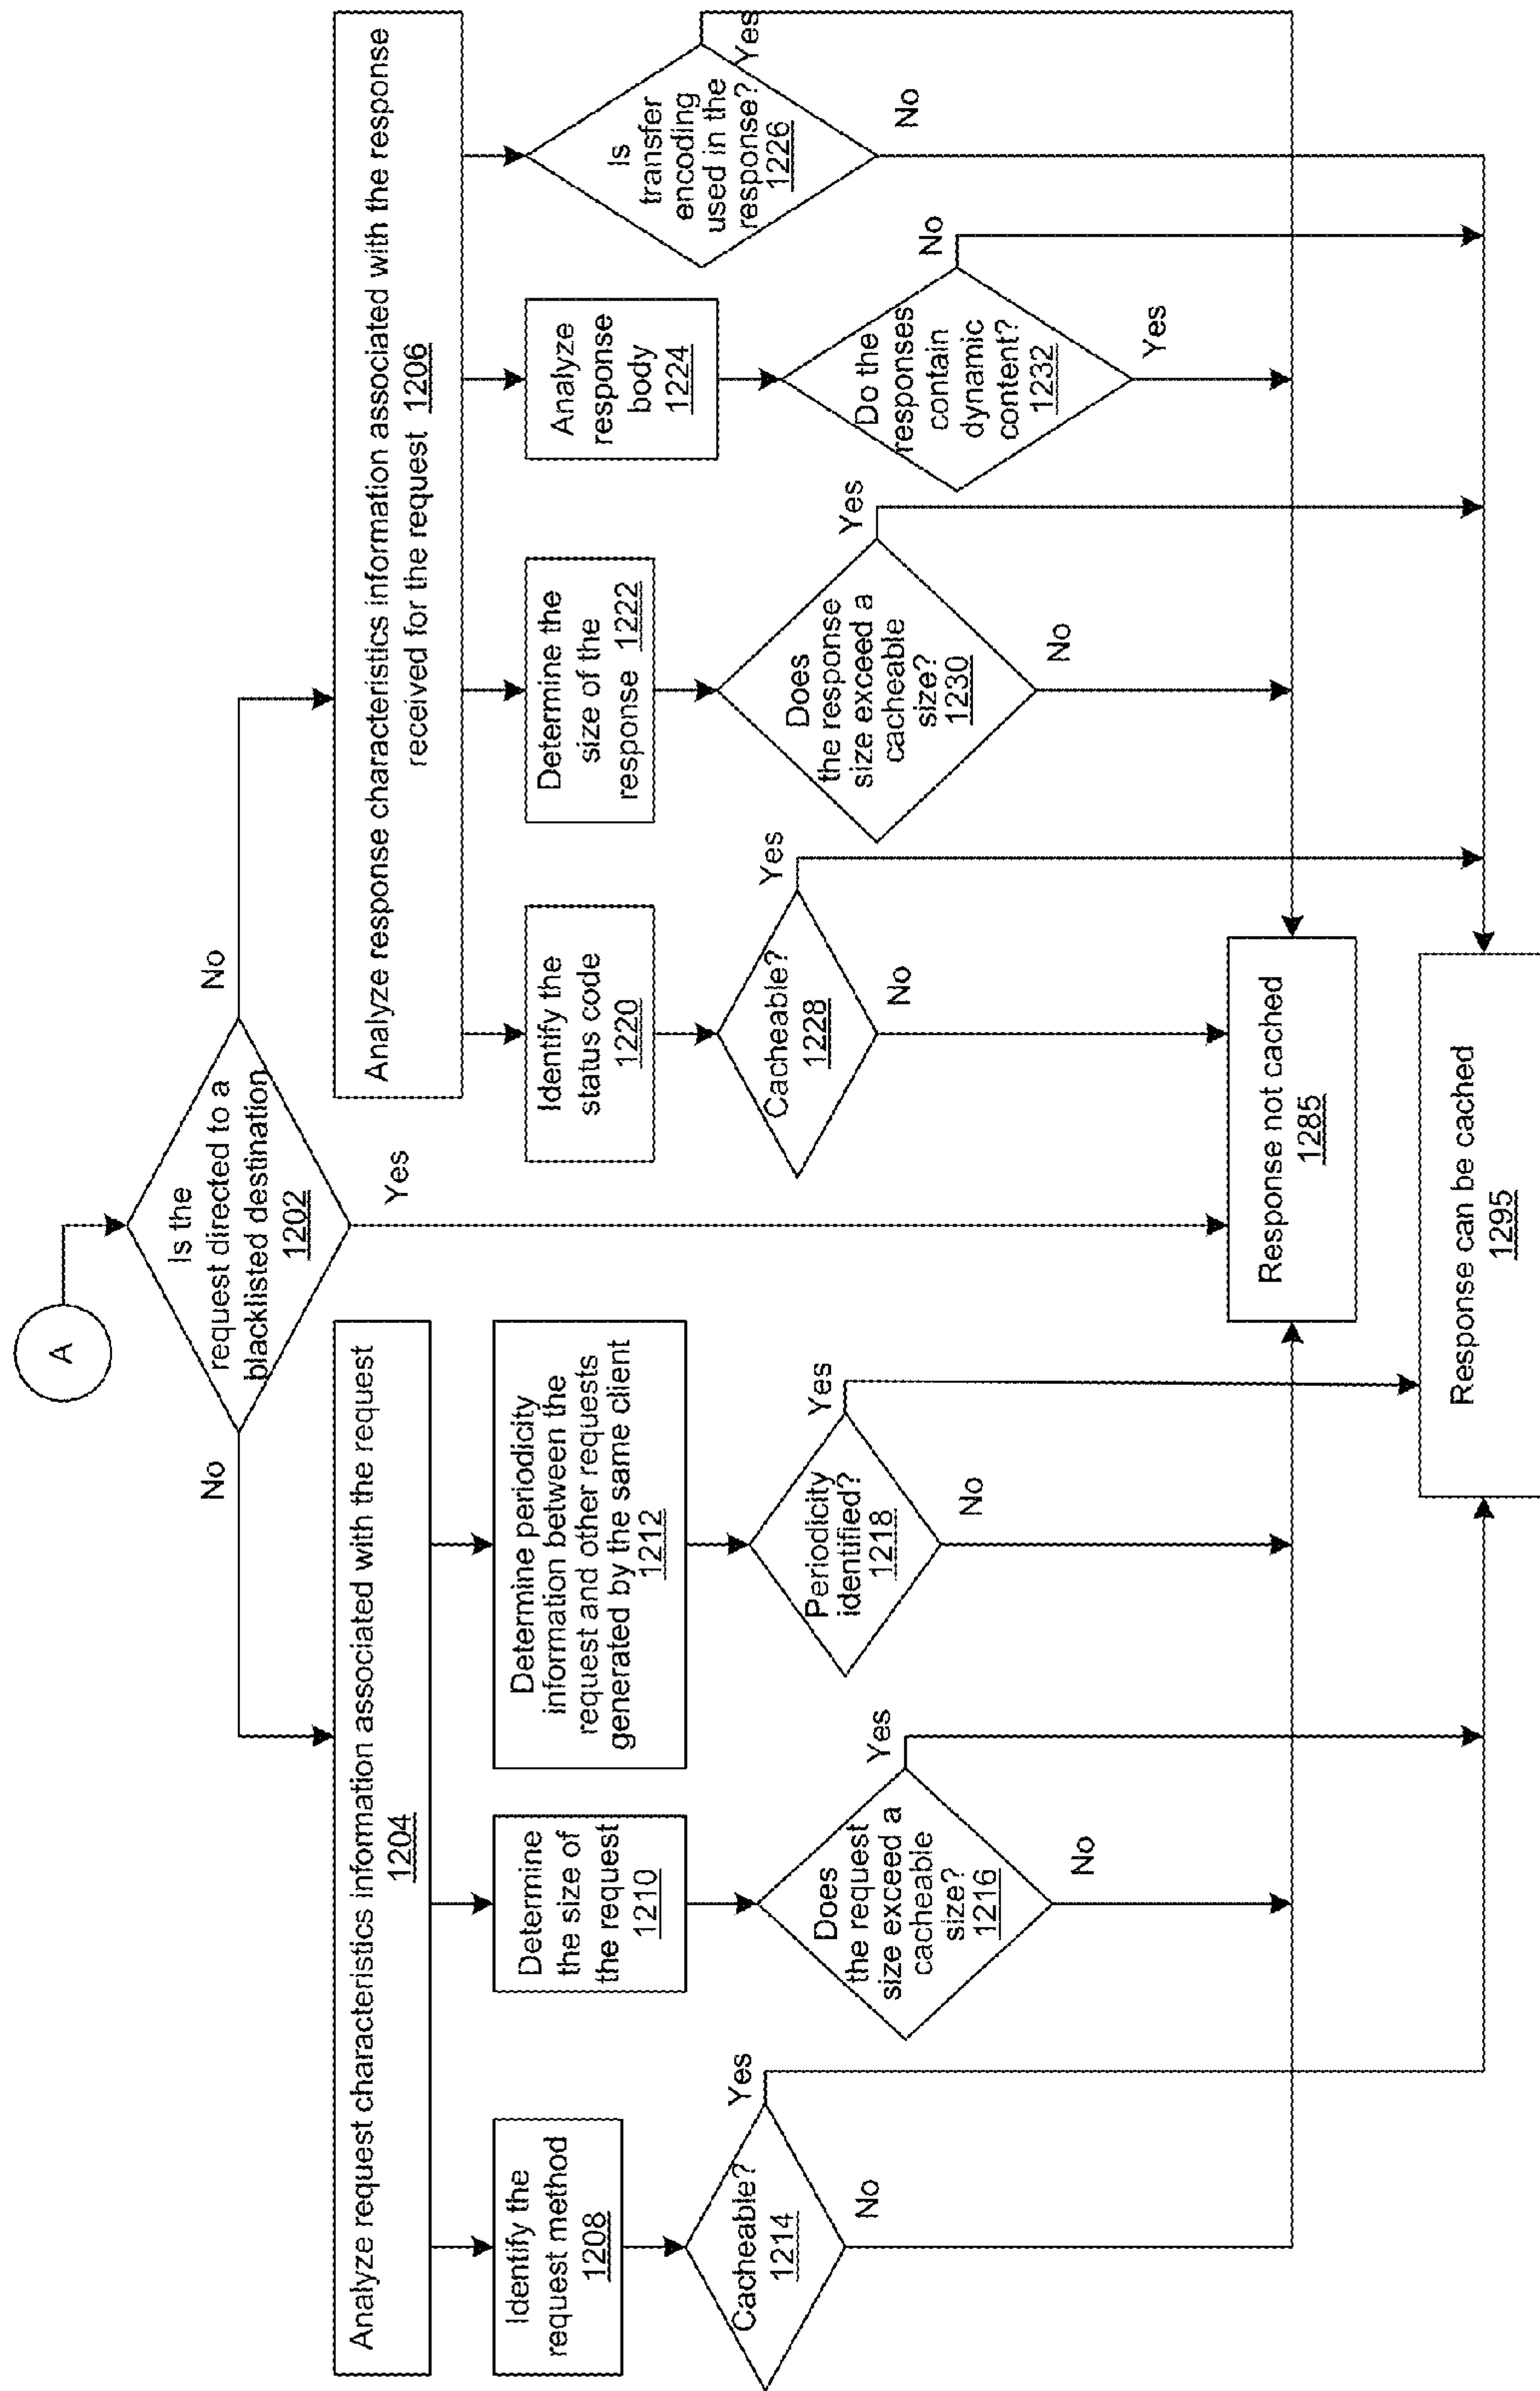 A
Is the
request directed to a
blacklisted destination
1202
No
No
Yes
Analyze request characteristics information associated with the request
1204
Analyze response characteristics information associated with the response
received for the request 1206
Identify the
request method
1208
Determine
the size of
the request
1210
Determine periodicity
information between the
request and other requests
generated by the same client
1212
Identify the
status code
1220
Determine the
size of the
response 1222
Analyze
response
body
1224
Is
transfer
encoding
used in the
response?
1226
Yes
No
Cacheable?
1214
Yes
No
Does
the request
size exceed a
cacheable
size?
1216
Yes
No
Periodicity
identified?
1218
Yes
No
Cacheable?
1228
Yes
No
Does
the response
size exceed a
cacheable
size?
1230
Yes
No
Do the
responses
contain
dynamic
content?
1232
No
Yes
Response not cached
1285
Response can be cached
1295